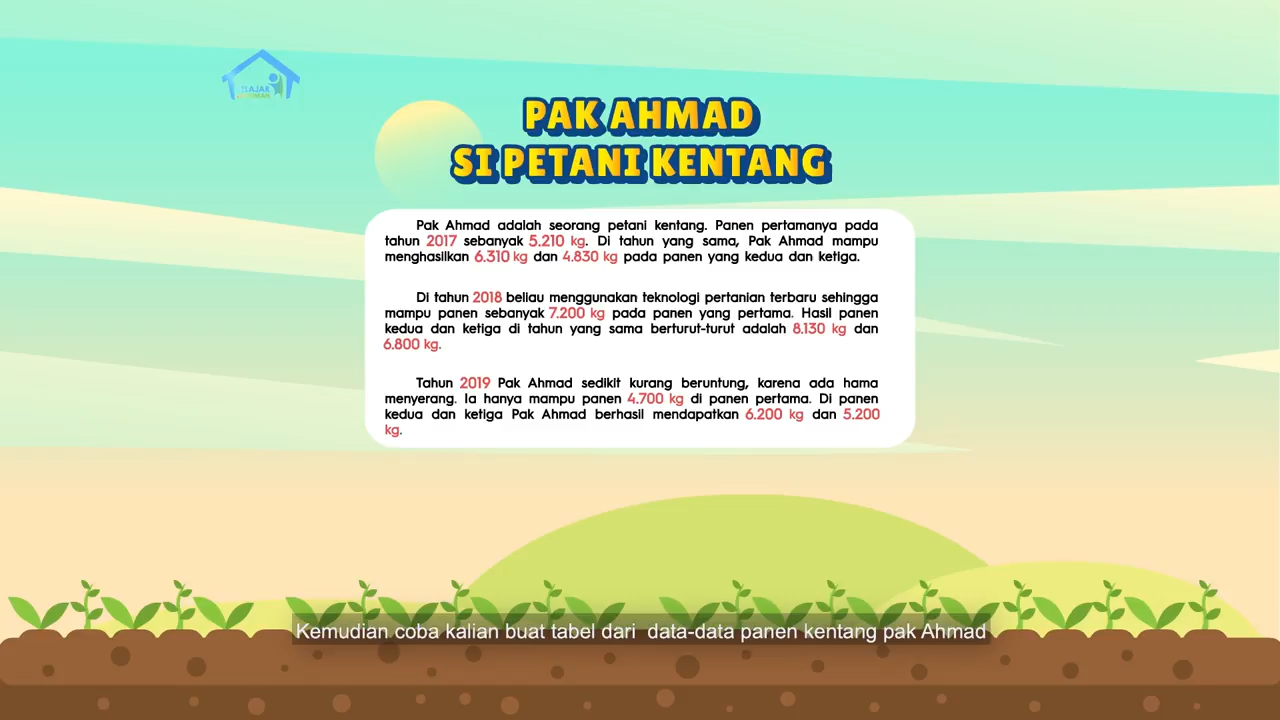 PAK AHMAD
SI PETANI KENTANG
Pak Ahmad adalah seorang petani kentang. Panen pertamanya pada
tahun 2017 sebanyak 5.210 kg. Di tahun yang sama, Pak Ahmad mampu
menghasilkan 6.310 kg dan 4.830 kg pada panen yang kedua dan ketiga.
Di tahun 2018 beliau menggunakan teknologi pertanian terbaru sehingga
mampu panen sebanyak 7.200 kg pada panen yang pertama. Hasil panen
kedua dan ketiga di tahun yang sama berturut-turut adalah 8.130 kg dan
6.800 kg.
Tahun 2019 Pak Ahmad sedikit kurang beruntung, karena ada hama
menyerang. Ia hanya mampu panen 4.700 kg di panen pertama. Di panen
kedua dan ketiga Pak Ahmad berhasil mendapatkan 6.200 kg dan 5.200
kg.
Kemudian coba kalian buat tabel dari data-data panen kentang pak Ahmad